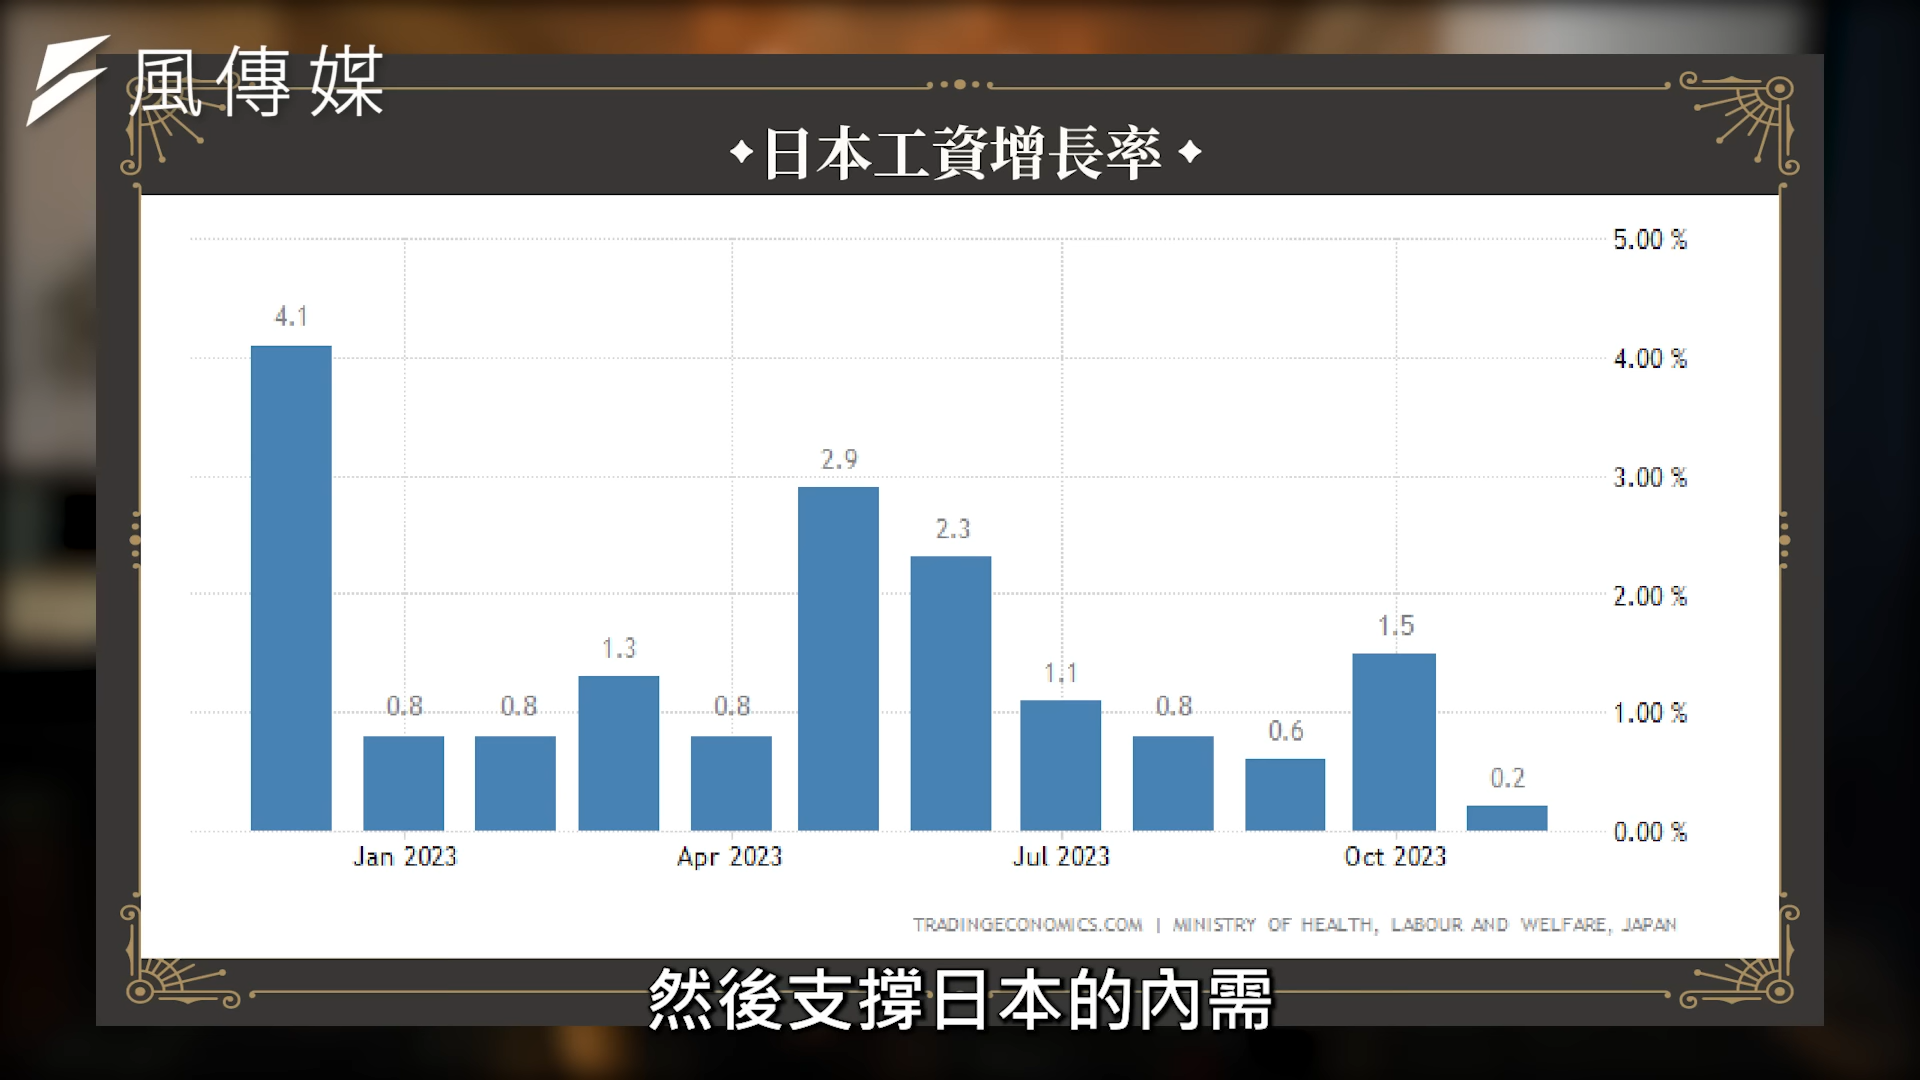 風傳媒
日本工資增長率
5.00 %
4.00 %
3.00 %
2.00 %
1.00 %
0.00 %
4.1
0.8
0.8
1.3
0.8
2.9
2.3
1.1
0.8
0.6
1.5
0.2
Jan 2023
Apr 2023
Jul 2023
Oct 2023
TRADINGECONOMICS.COM | MINISTRY OF HEALTH, LABOUR AND WELFARE, JAPAN
然後支撐日本的內需